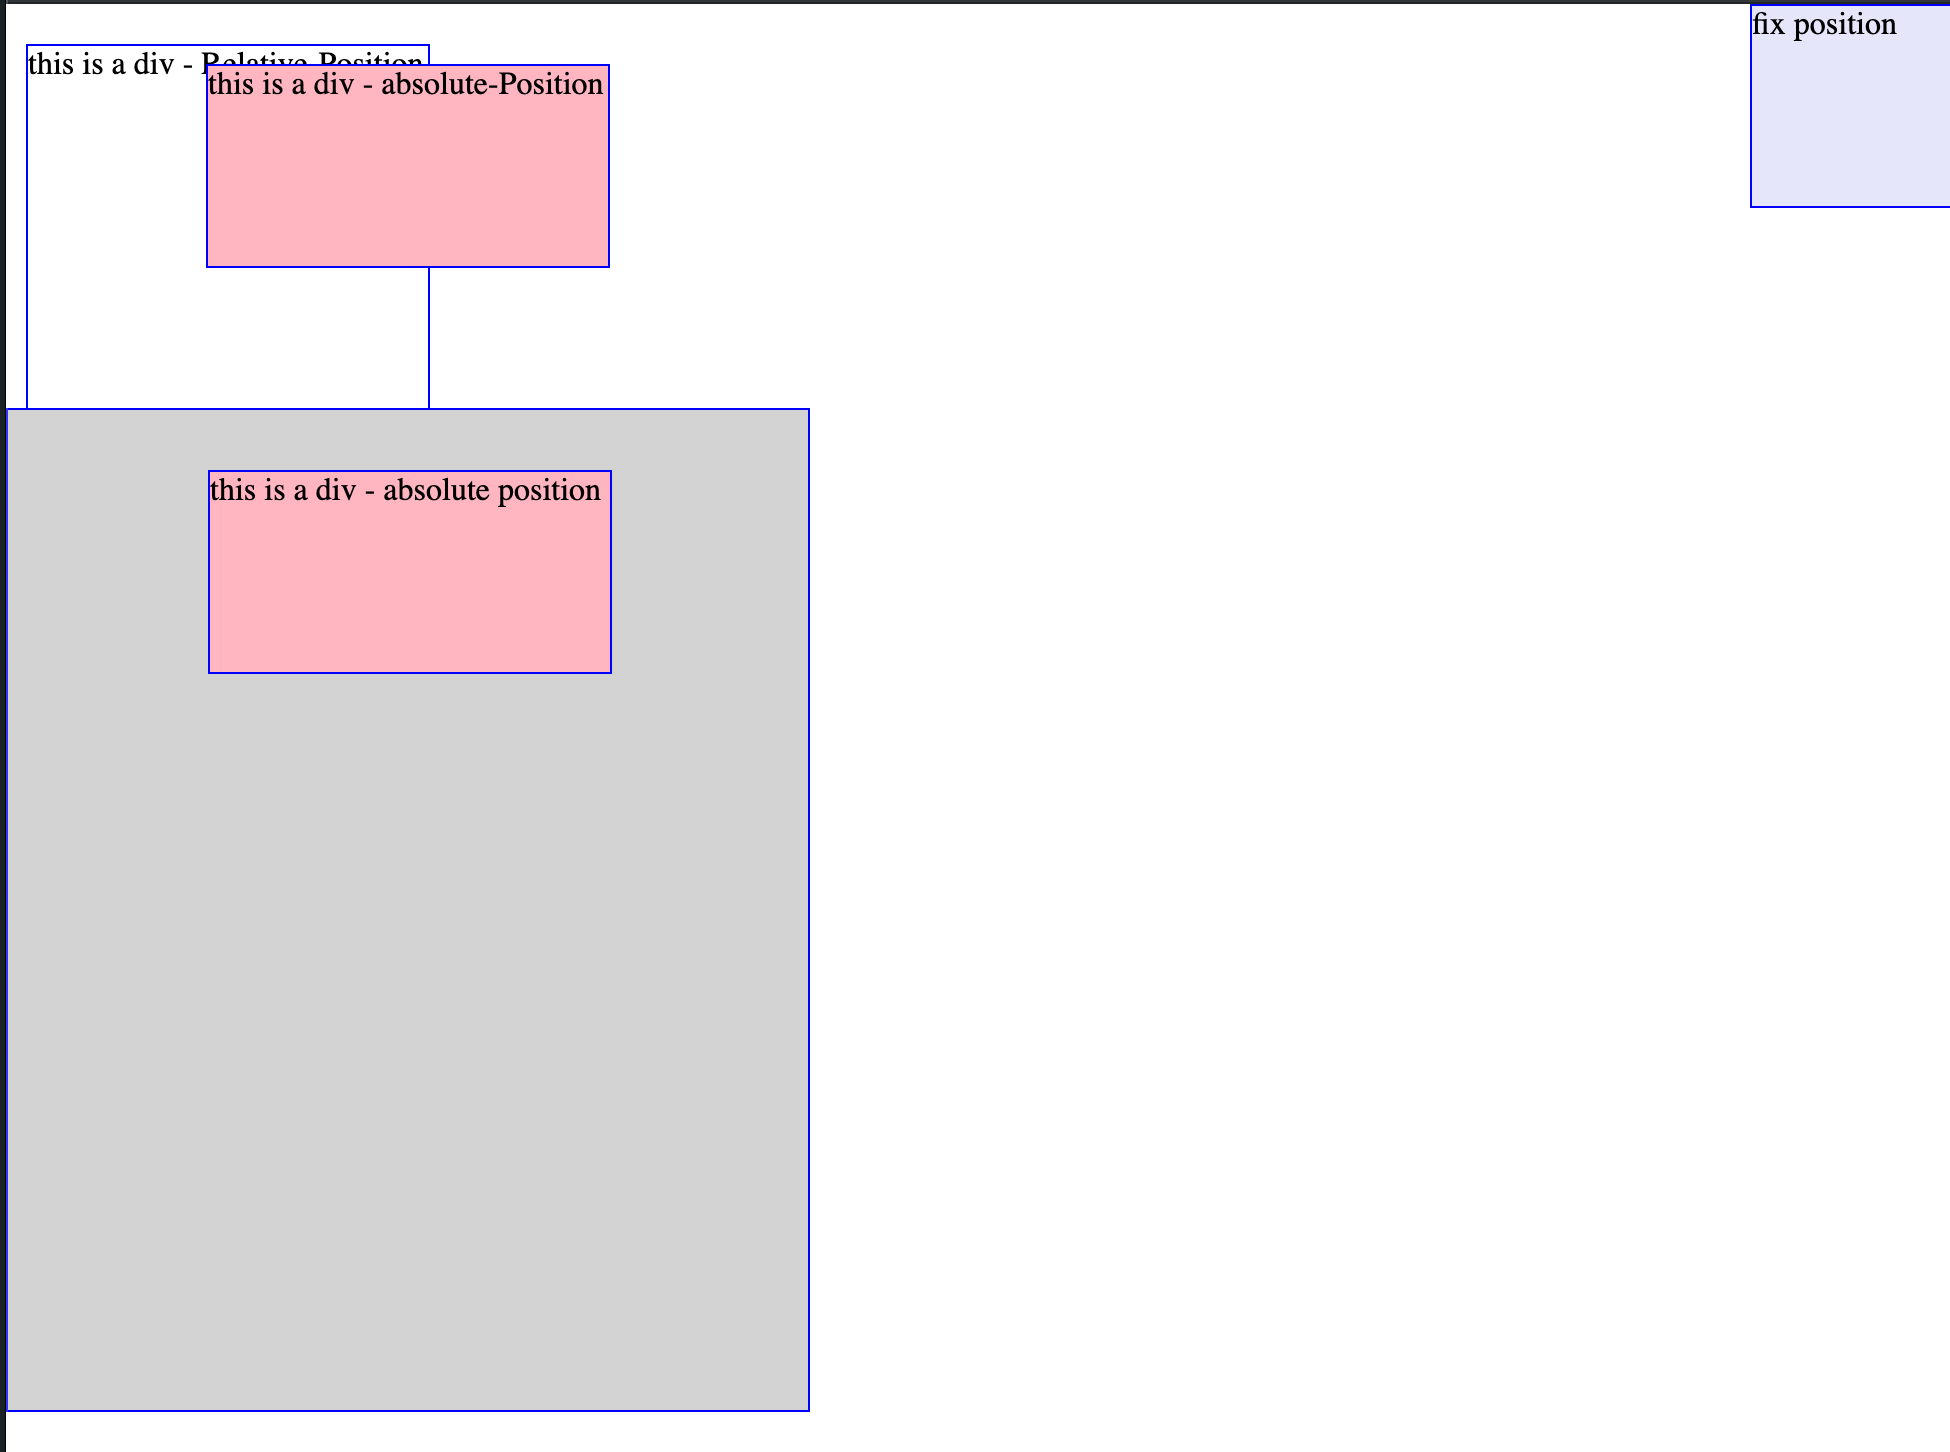 fix position
this is a div - Relative-Position
this is a div - absolute-Position
this is a div - absolute position